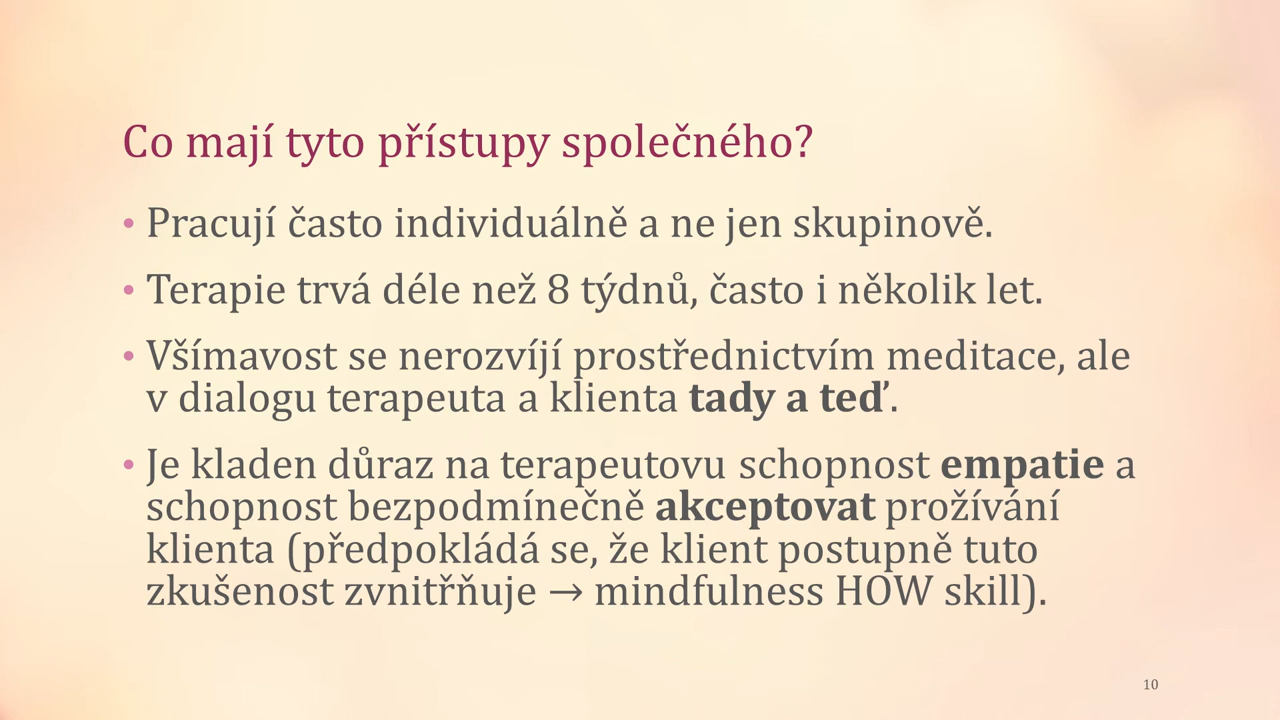 Co mají tyto přístupy společného?
• Pracují často individuálně a ne jen skupinově.
• Terapie trvá déle než 8 týdnů, často i několik let.
• Všímavost se nerozvíjí prostřednictvím meditace, ale
v dialogu terapeuta a klienta tady a teď.
• Je kladen důraz na terapeutovu schopnost empatie a
schopnost bezpodmínečně akceptovat prožívání
klienta (předpokládá se, že klient postupně tuto
zkušenost zvnitřňuje → mindfulness HOW skill).
10